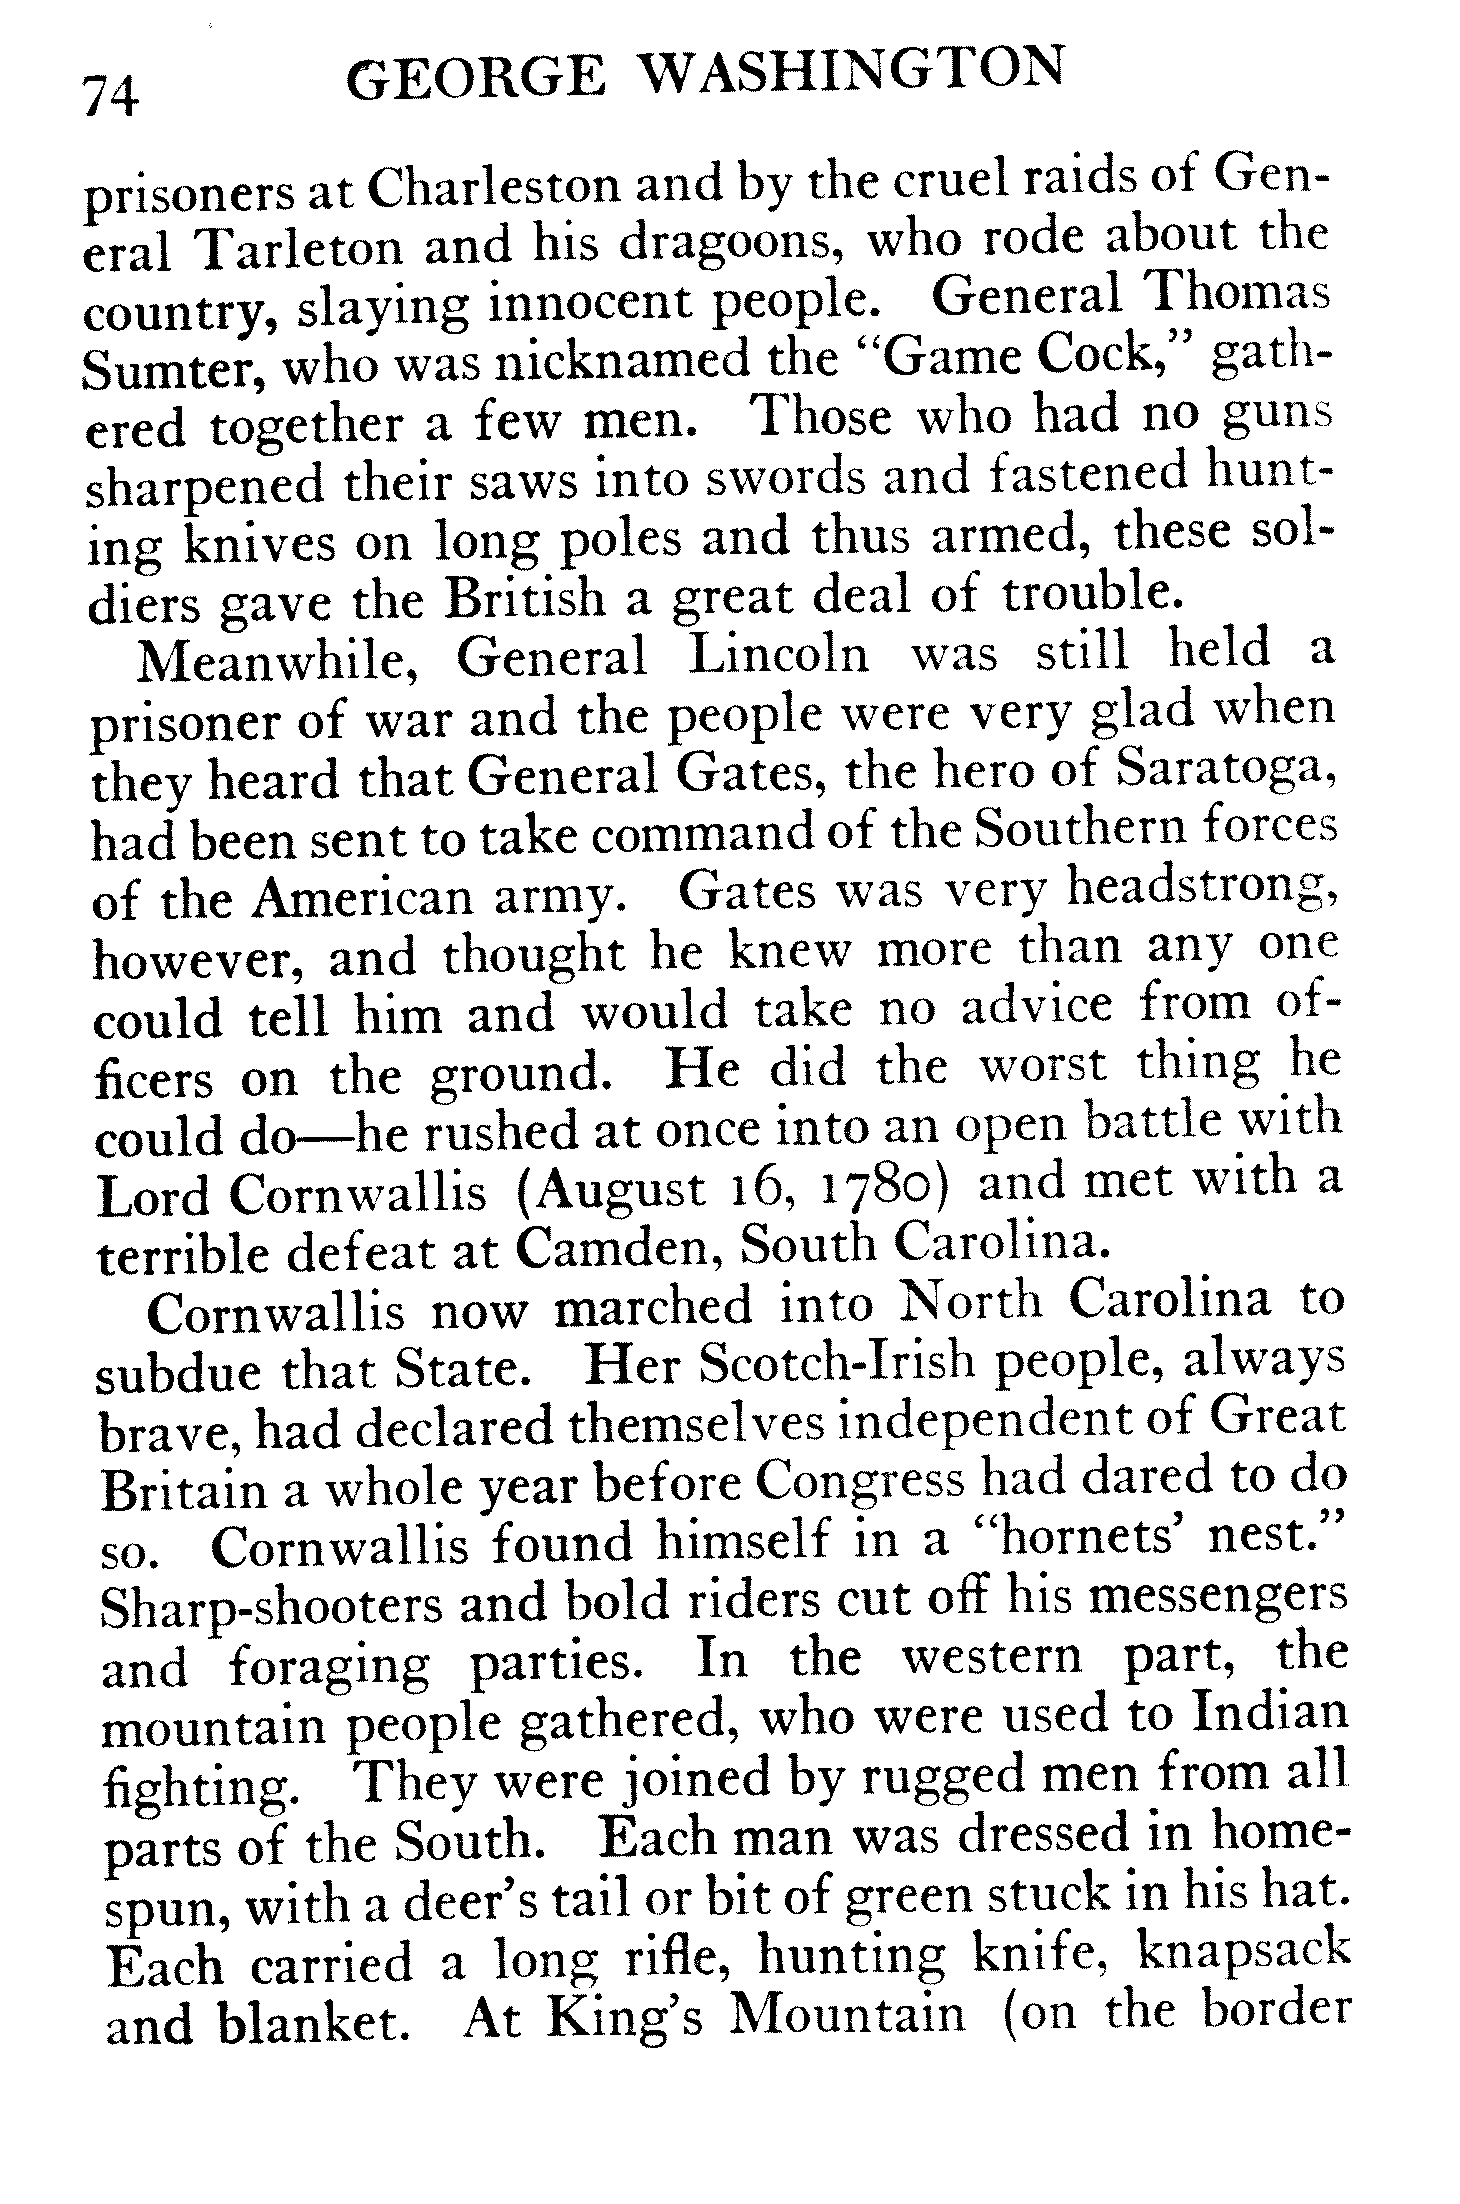 74 GEORGE WASHINGTON
prisoners at Charleston and by the cruel raids of Gen-
eral Tarleton and his dragoons, who rode about the
country, slaying innocent people. General Thomas
Sumter, who was nicknamed the “Game Cock,” gath-
ered together a few men. Those who had no guns
sharpened their saws into swords and fastened hunt-
ing knives on long poles and thus armed, these sol-
diers gave the British a great deal of trouble.
Meanwhile, General Lincoln was still held a
prisoner of war and the people were very glad when
they heard that General Gates, the hero of Saratoga,
had been sent to take command of the Southern forces
of the American army. Gates was very headstrong,
however, and thought he knew more than any one
could tell him and would take no advice from of-
ficers on the ground. He did the worst thing he
could do—he rushed at once into an open battle with
Lord Cornwallis (August 16, 1780) and met with a
terrible defeat at Camden, South Carolina.
Cornwallis now marched into North Carolina to
subdue that State. Her Scotch-Irish people, always
brave, had declared themselves independent of Great
Britain a whole year before Congress had dared to do
so. Cornwallis found himself in a “hornets’ nest.”
Sharp-shooters and bold riders cut off his messengers
and foraging parties. In the western part, the
mountain people gathered, who were used to Indian
fighting. They were joined by rugged men from all
parts of the South. Each man was dressed in home-
spun, with a deer’s tail or bit of green stuck in his hat.
Each carried a long rifle, hunting knife, knapsack
and blanket. At King’s Mountain (on the border